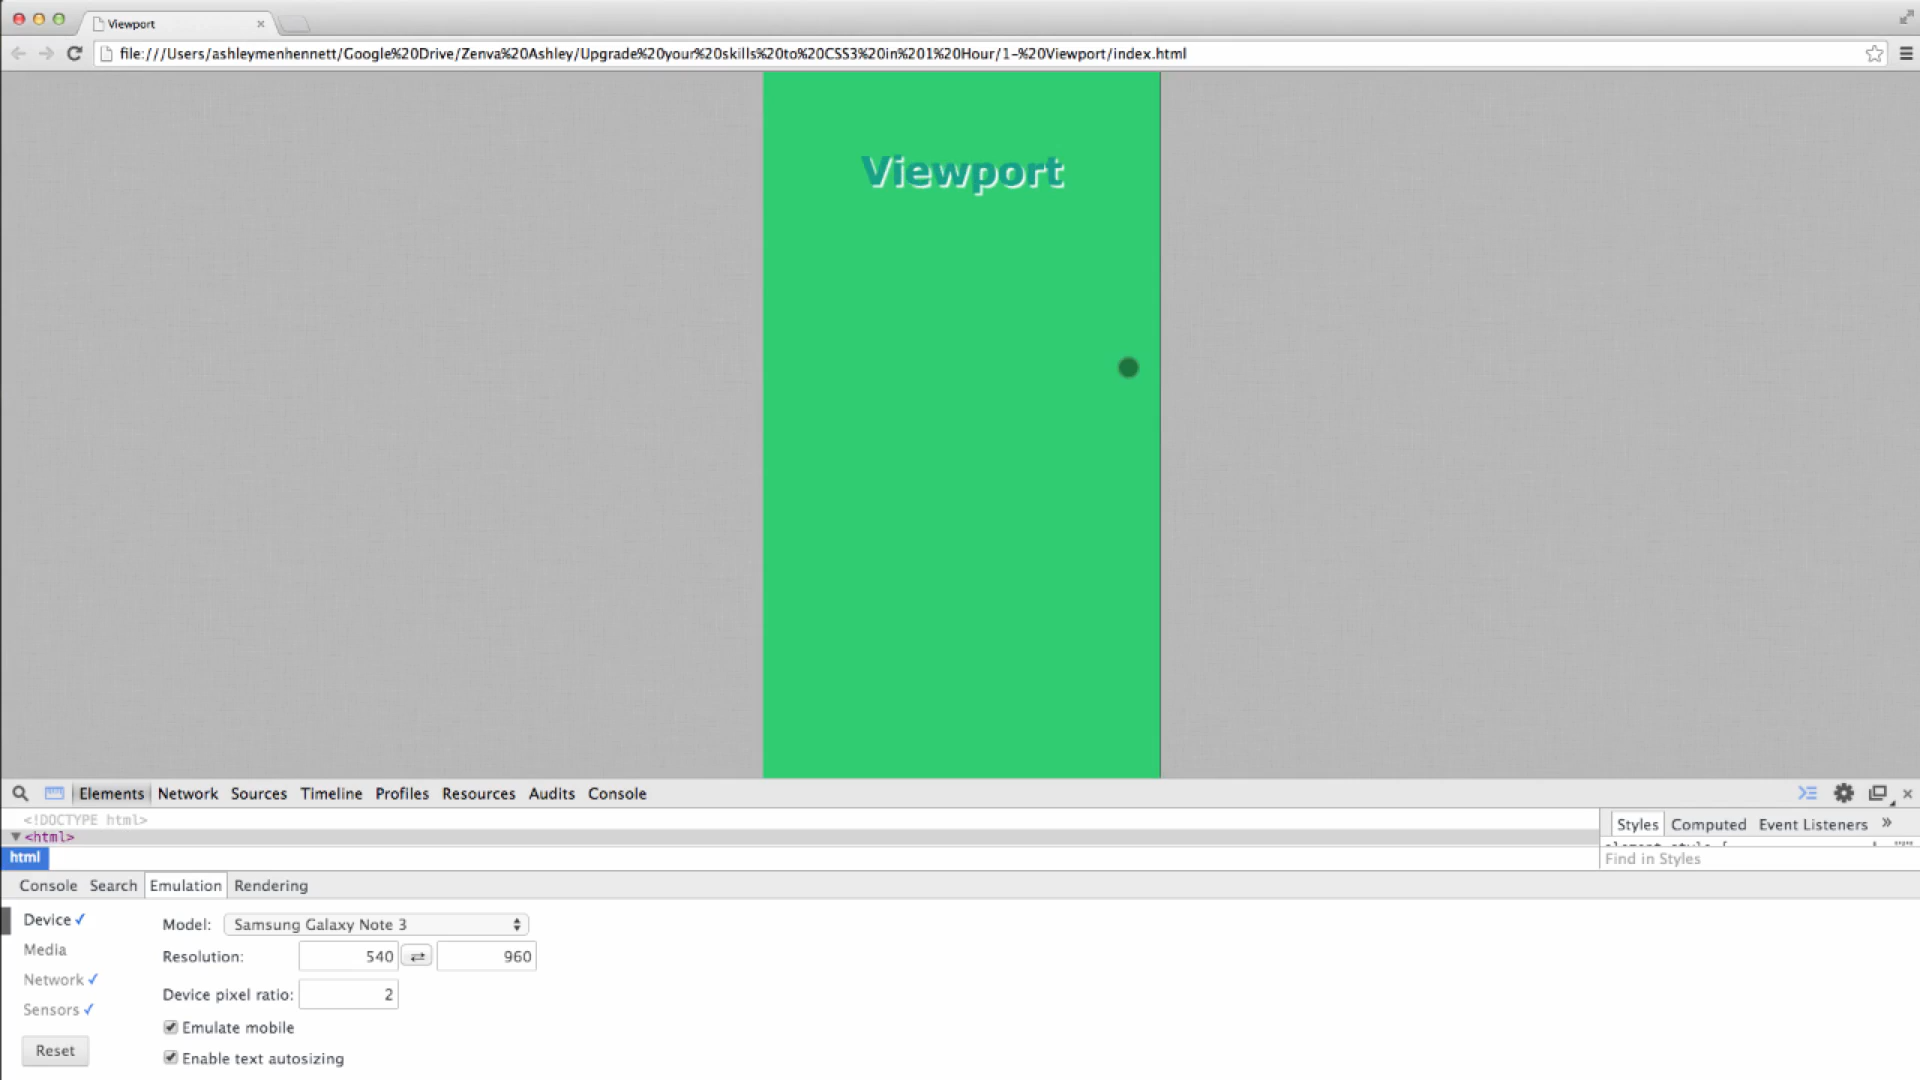 Viewport
file:///Users/ashleymenhennett/Google%20Drive/Zenva%20Ashley/Upgrade%20your%20skills%20to%20CSS3%20in%201%20Hour/1-%20Viewport/index.html
Viewport
Elements Network Sources Timeline Profiles Resources Audits Console
<!DOCTYPE html>
<html>
html
Styles Computed Event Listeners »
element.style {
Find in Styles
Console Search Emulation Rendering
Device ✓
Media
Network ✓
Sensors ✓
Reset
Model: Samsung Galaxy Note 3
Resolution: 540 960
Device pixel ratio: 2
Emulate mobile
Enable text autosizing